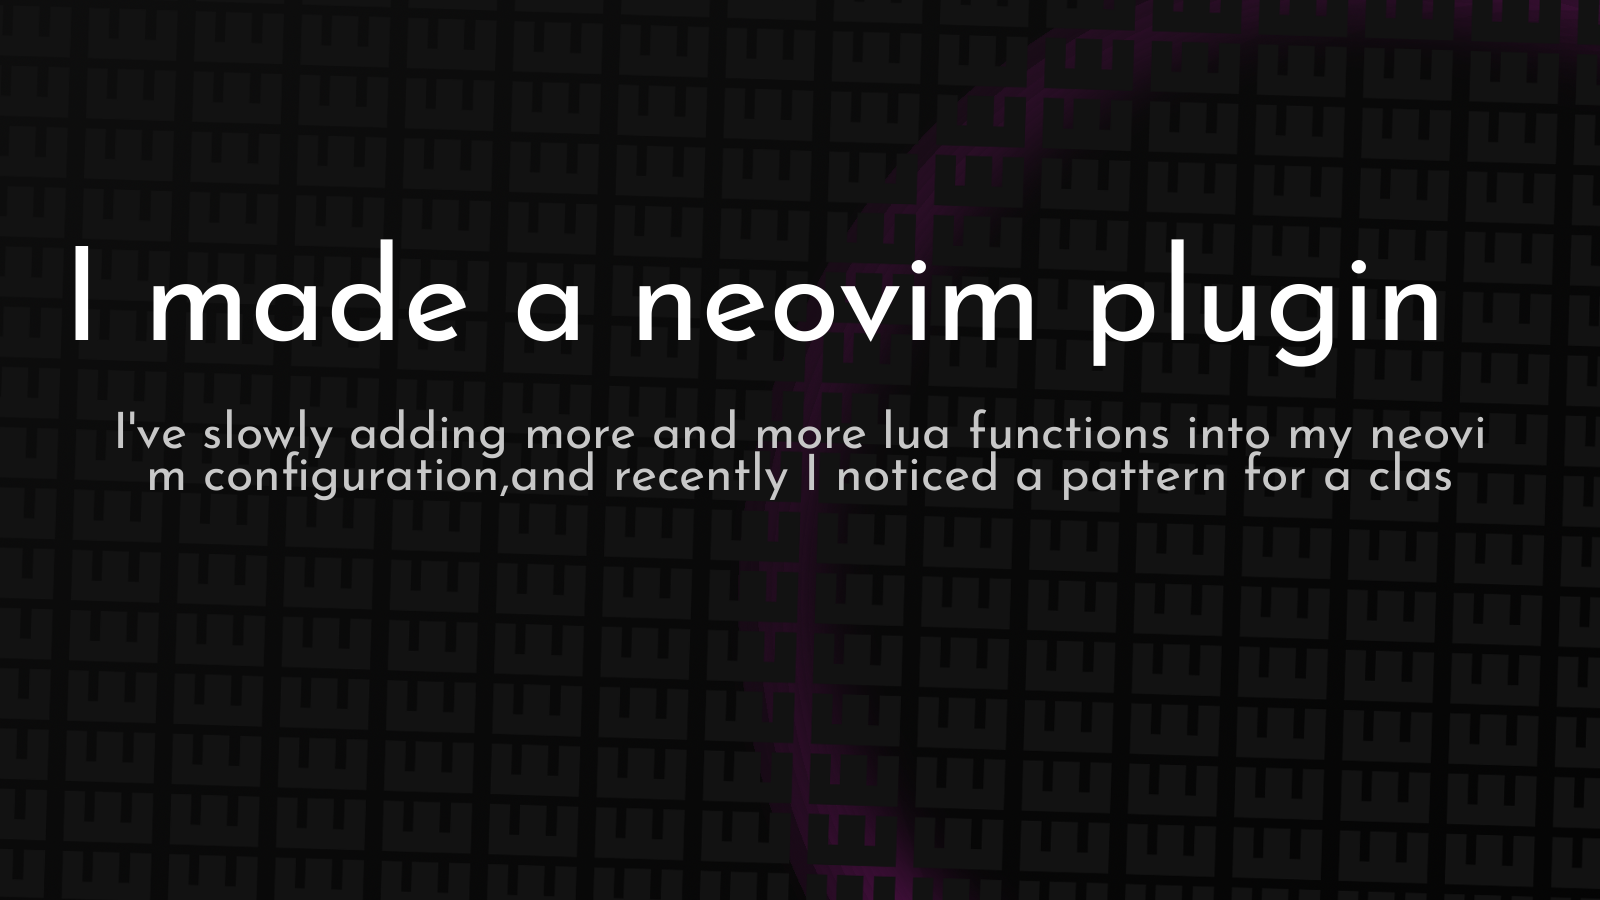 I made a neovim plugin
I've slowly adding more and more lua functions into my neovi
m configuration,and recently I noticed a pattern for a clas